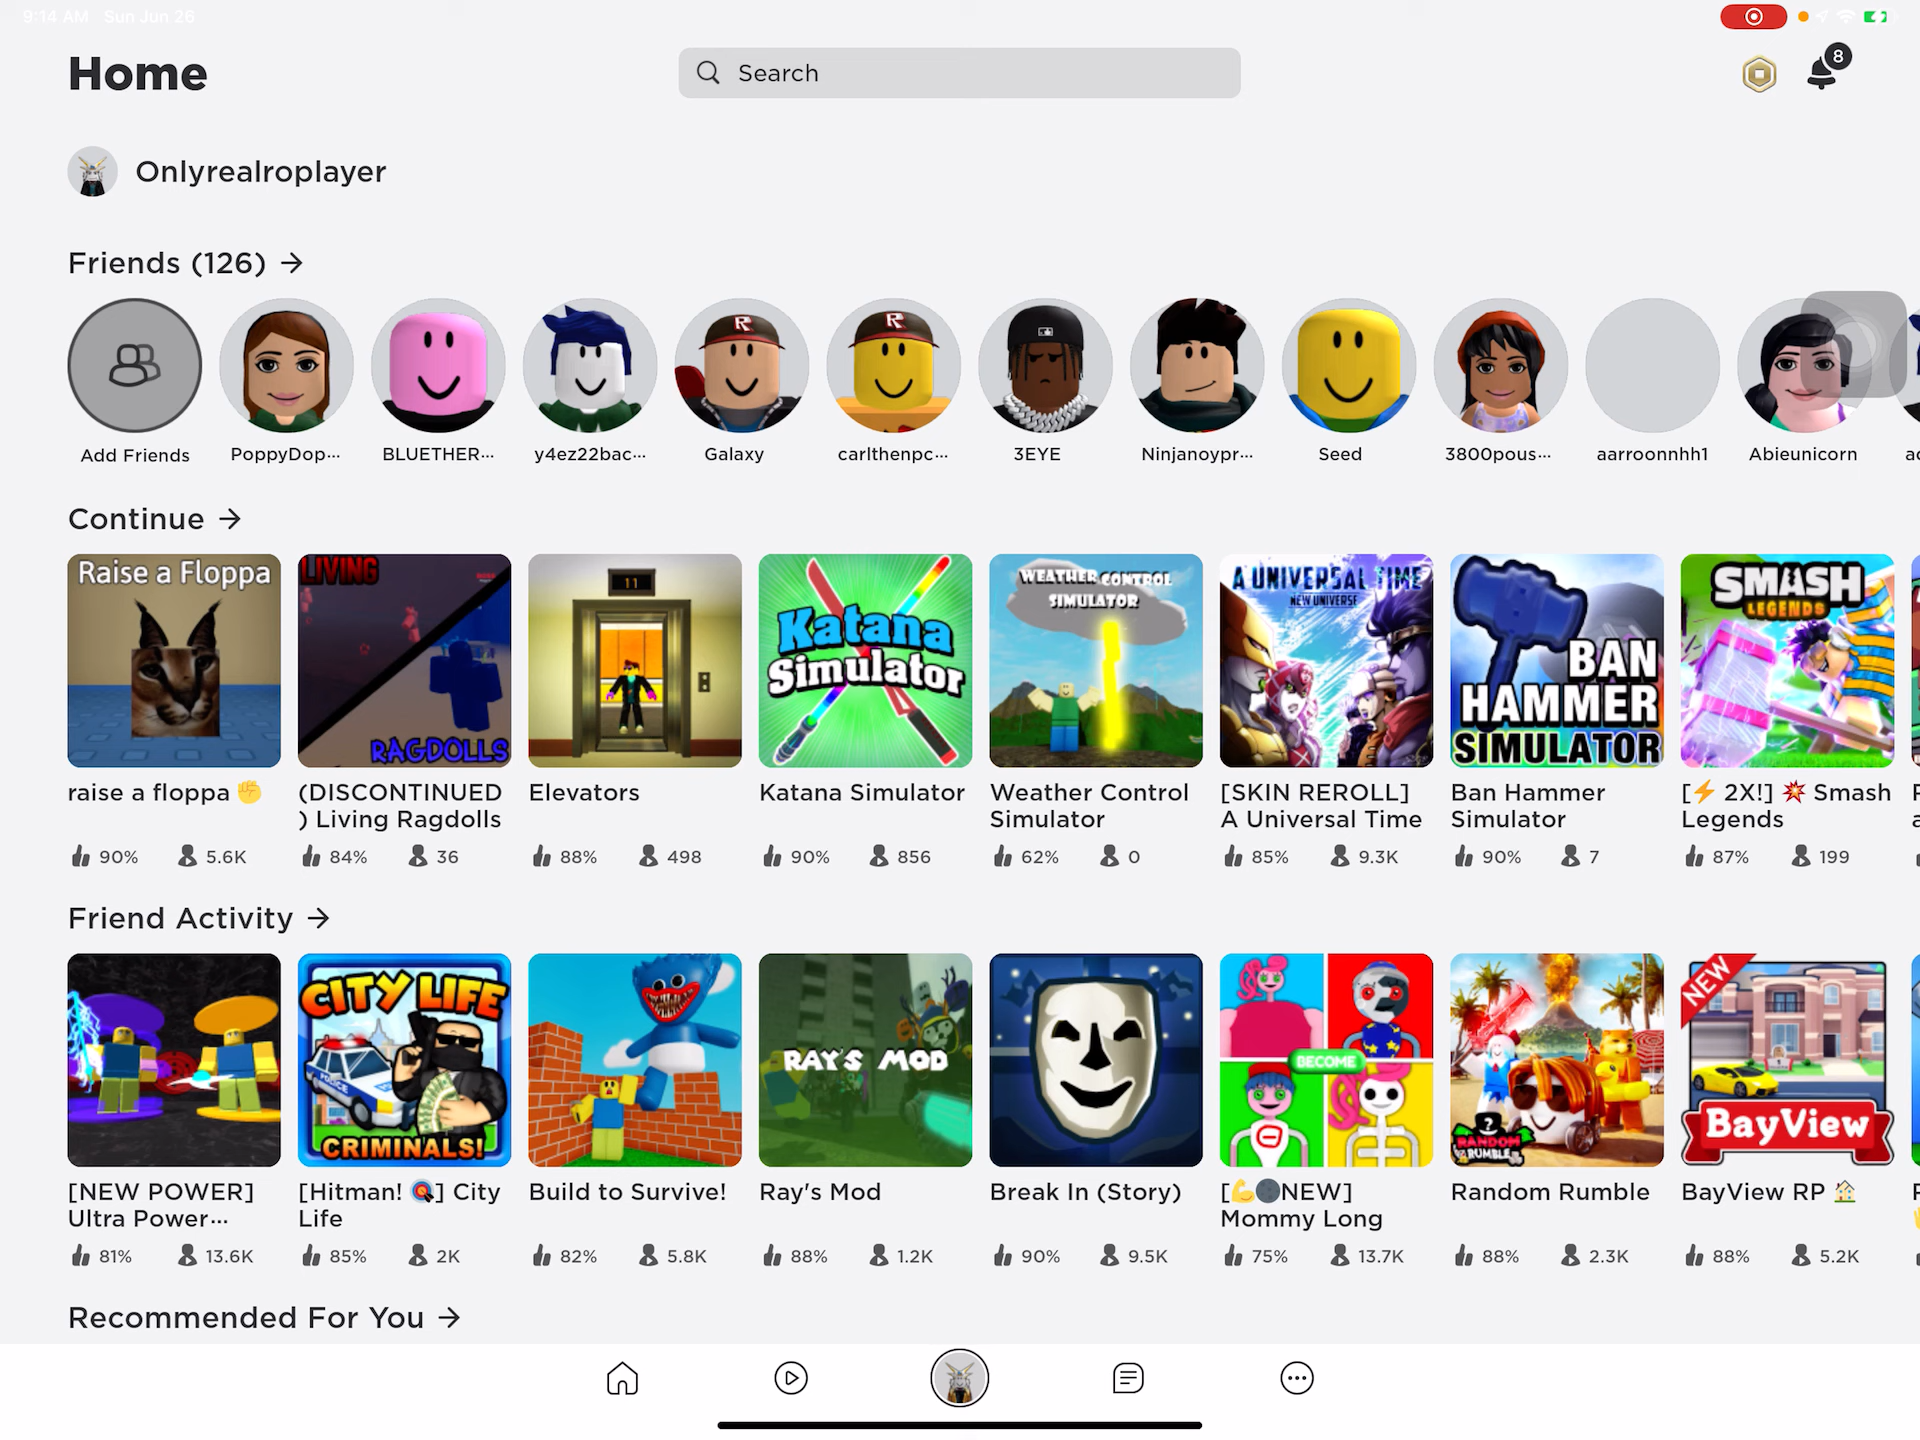 9:14 AM Sun Jun 26
Home
Search
8
Onlyrealroplayer
Friends (126) →
Add Friends
PoppyDop...
BLUETHER...
y4ez22bac...
Galaxy
carlthenpc...
3EYE
Ninjanoypr...
Seed
3800pous...
aarroonnhh1
Abieunicorn
Continue →
Raise a Floppa
LIVING
RAGDOLLS
11
Katana
Simulator
WEATHER CONTROL
SIMULATOR
A UNIVERSAL TIME
NEW UNIVERSE
BAN
HAMMER
SIMULATOR
SMASH
LEGENDS
raise a floppa ✊
(DISCONTINUED
) Living Ragdolls
Elevators
Katana Simulator
Weather Control
Simulator
[SKIN REROLL]
A Universal Time
Ban Hammer
Simulator
[⚡ 2X!] 💥 Smash
Legends
90% 5.6K
84% 36
88% 498
90% 856
62% 0
85% 9.3K
90% 7
87% 199
Friend Activity →
CITY LIFE
POLICE
CRIMINALS!
RAY'S MOD
BECOME
?
RANDOM
RUMBLE
NEW
BayView
[NEW POWER]
Ultra Power...
[Hitman! 🎯] City
Life
Build to Survive!
Ray's Mod
Break In (Story)
[💪🌑NEW]
Mommy Long
Random Rumble
BayView RP 🏠
81% 13.6K
85% 2K
82% 5.8K
88% 1.2K
90% 9.5K
75% 13.7K
88% 2.3K
88% 5.2K
Recommended For You →